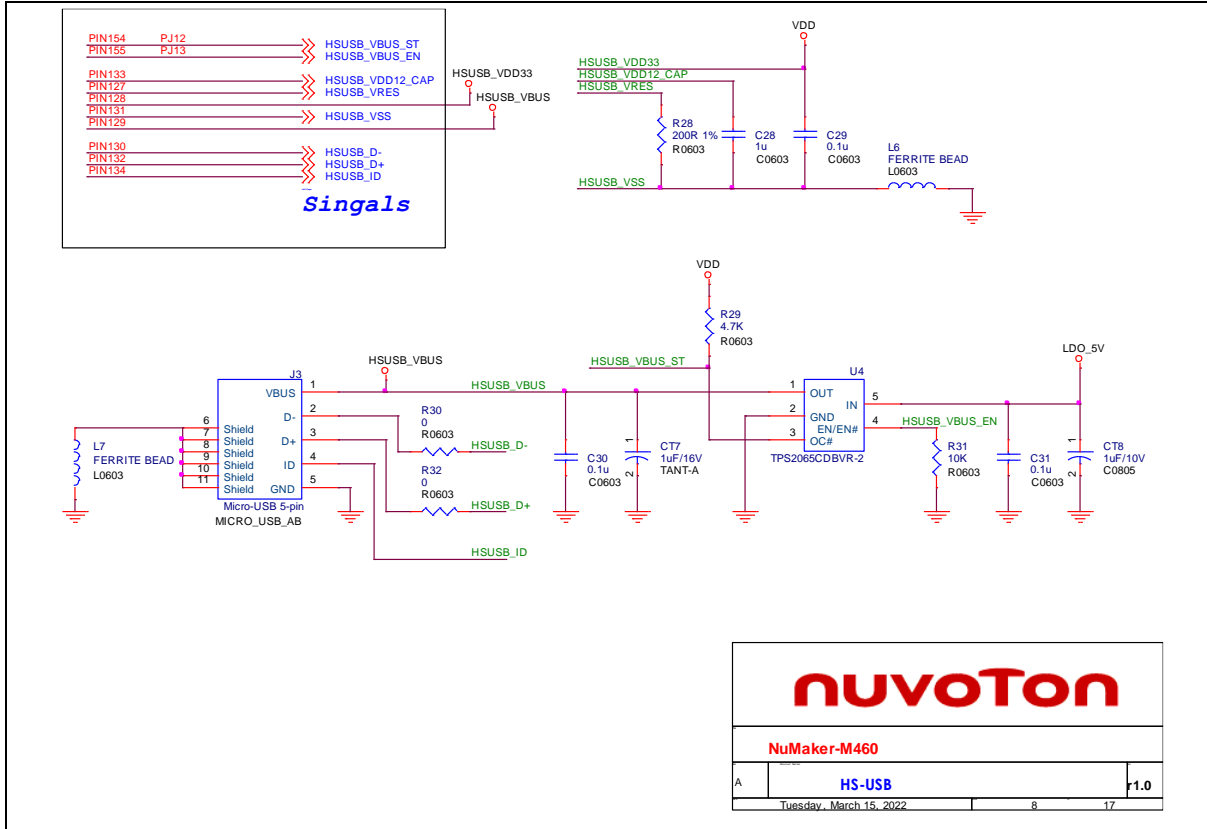 PIN154 PJ12 HSUSB_VBUS_ST
PIN155 PJ13 HSUSB_VBUS_EN
PIN133 HSUSB_VDD12_CAP
PIN127 HSUSB_VRES
PIN128
PIN131 HSUSB_VSS
PIN129
PIN130 HSUSB_D-
PIN132 HSUSB_D+
PIN134 HSUSB_ID
Singals
HSUSB_VDD33
HSUSB_VBUS
VDD
HSUSB_VDD33
HSUSB_VDD12_CAP
HSUSB_VRES
R28
200R 1%
R0603
C28
1u
C0603
C29
0.1u
C0603
L6
FERRITE BEAD
L0603
HSUSB_VSS
VDD
R29
4.7K
R0603
HSUSB_VBUS_ST
HSUSB_VBUS
HSUSB_VBUS
LDO_5V
J3
VBUS 1
D- 2
D+ 3
ID 4
GND 5
6 Shield
7 Shield
8 Shield
9 Shield
10 Shield
11 Shield
Micro-USB 5-pin
MICRO_USB_AB
L7
FERRITE BEAD
L0603
R30
0
R0603
HSUSB_D-
R32
0
R0603
HSUSB_D+
HSUSB_ID
C30
0.1u
C0603
1
CT7
1uF/16V
TANT-A
2
U4
1 OUT
2 GND
3 OC#
IN 5
EN/EN# 4
TPS2065CDBVR-2
HSUSB_VBUS_EN
R31
10K
R0603
C31
0.1u
C0603
1
CT8
1uF/10V
C0805
2
nuvoTon
NuMaker-M460
A HS-USB r1.0
Tuesday, March 15, 2022 8 17